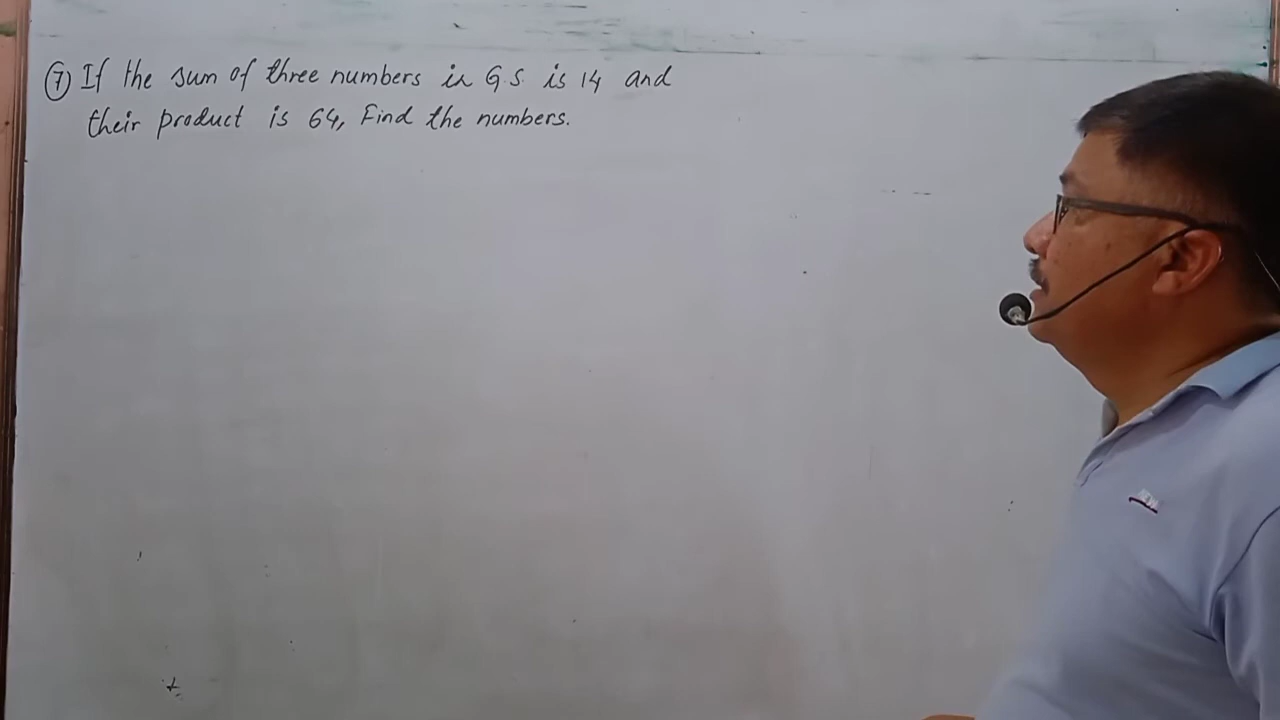 ⑦ If the sum of three numbers in G S is 14 and
their product is 64, Find the numbers.